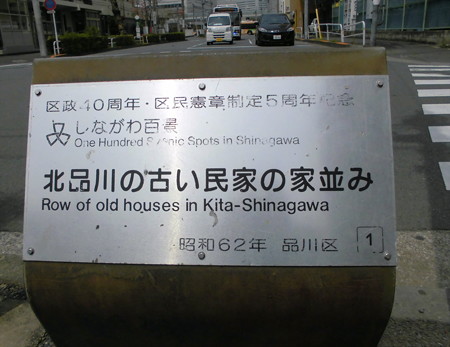 区政40周年・区民憲章制定5周年記念
しながわ百景
One Hundred Scenic Spots in Shinagawa
北品川の古い民家の家並み
Row of old houses in Kita-Shinagawa
昭和62年 品川区 1